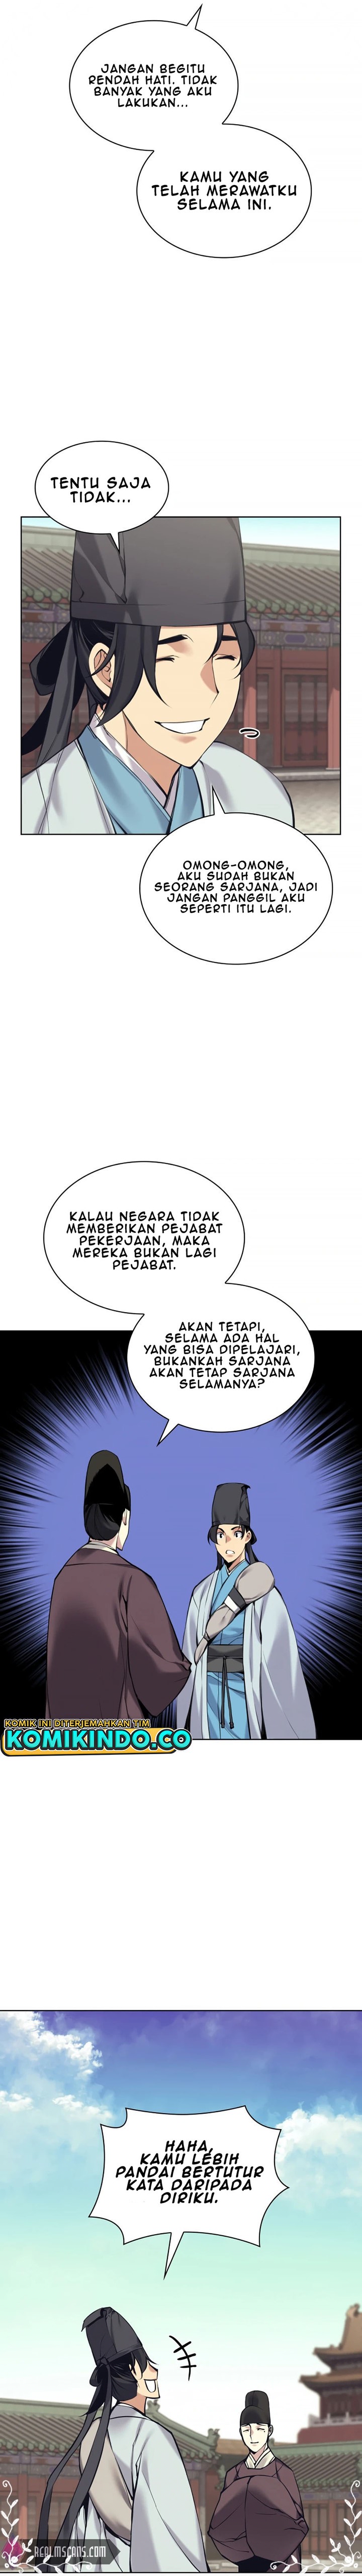 JANGAN BEGITU
RENDAH HATI. TIDAK
BANYAK YANG AKU
LAKUKAN...
KAMU YANG
TELAH MERAWATKU
SELAMA INI.
TENTU SAJA
TIDAK...
OMONG-OMONG,
AKU SUDAH BUKAN
SEORANG SARJANA, JADI
JANGAN PANGGIL AKU
SEPERTI ITU LAGI.
KALAU NEGARA TIDAK
MEMBERIKAN PEJABAT
PEKERJAAN, MAKA
MEREKA BUKAN LAGI
PEJABAT.
AKAN TETAPI,
SELAMA ADA HAL
YANG BISA DIPELAJARI,
BUKANKAH SARJANA
AKAN TETAP SARJANA
SELAMANYA?
KOMIK INI DITERJEMAHKAN TIM
KOMIKINDO.CO
HAHA,
KAMU LEBIH
PANDAI BERTUTUR
KATA DARIPADA
DIRIKU.
REALMSCANS.COM